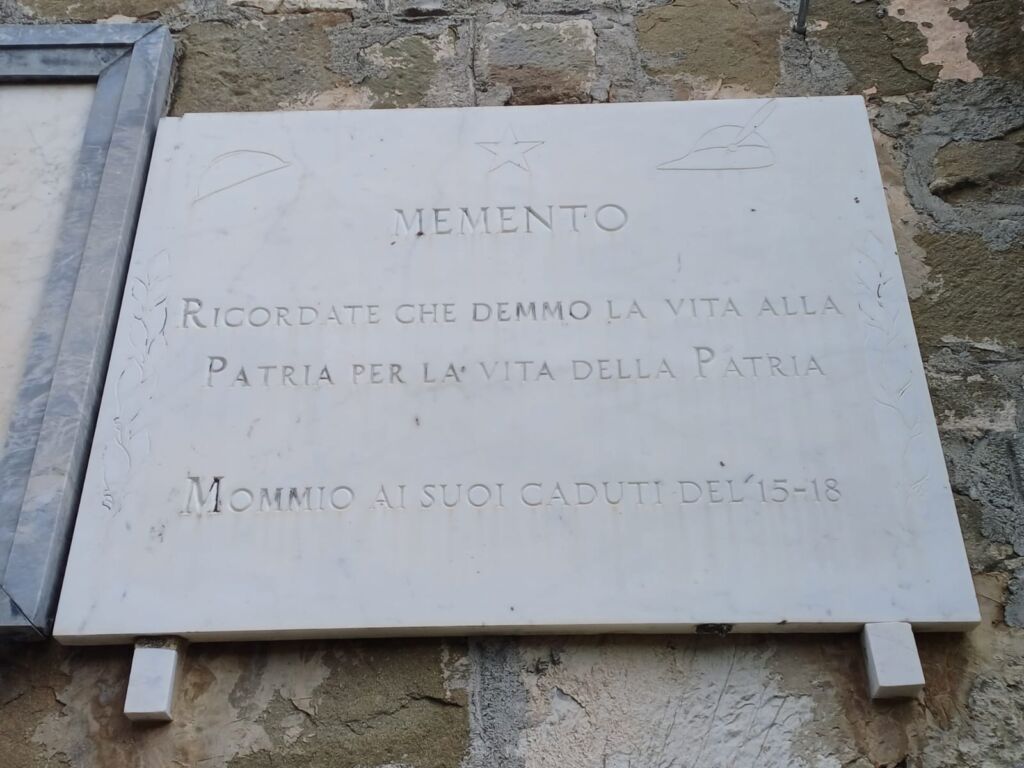 MEMENTO
RICORDATE CHE DEMMO LA VITA ALLA
PATRIA PER LA VITA DELLA PATRIA
MOMMIO AI SUOI CADUTI DEL '15-18